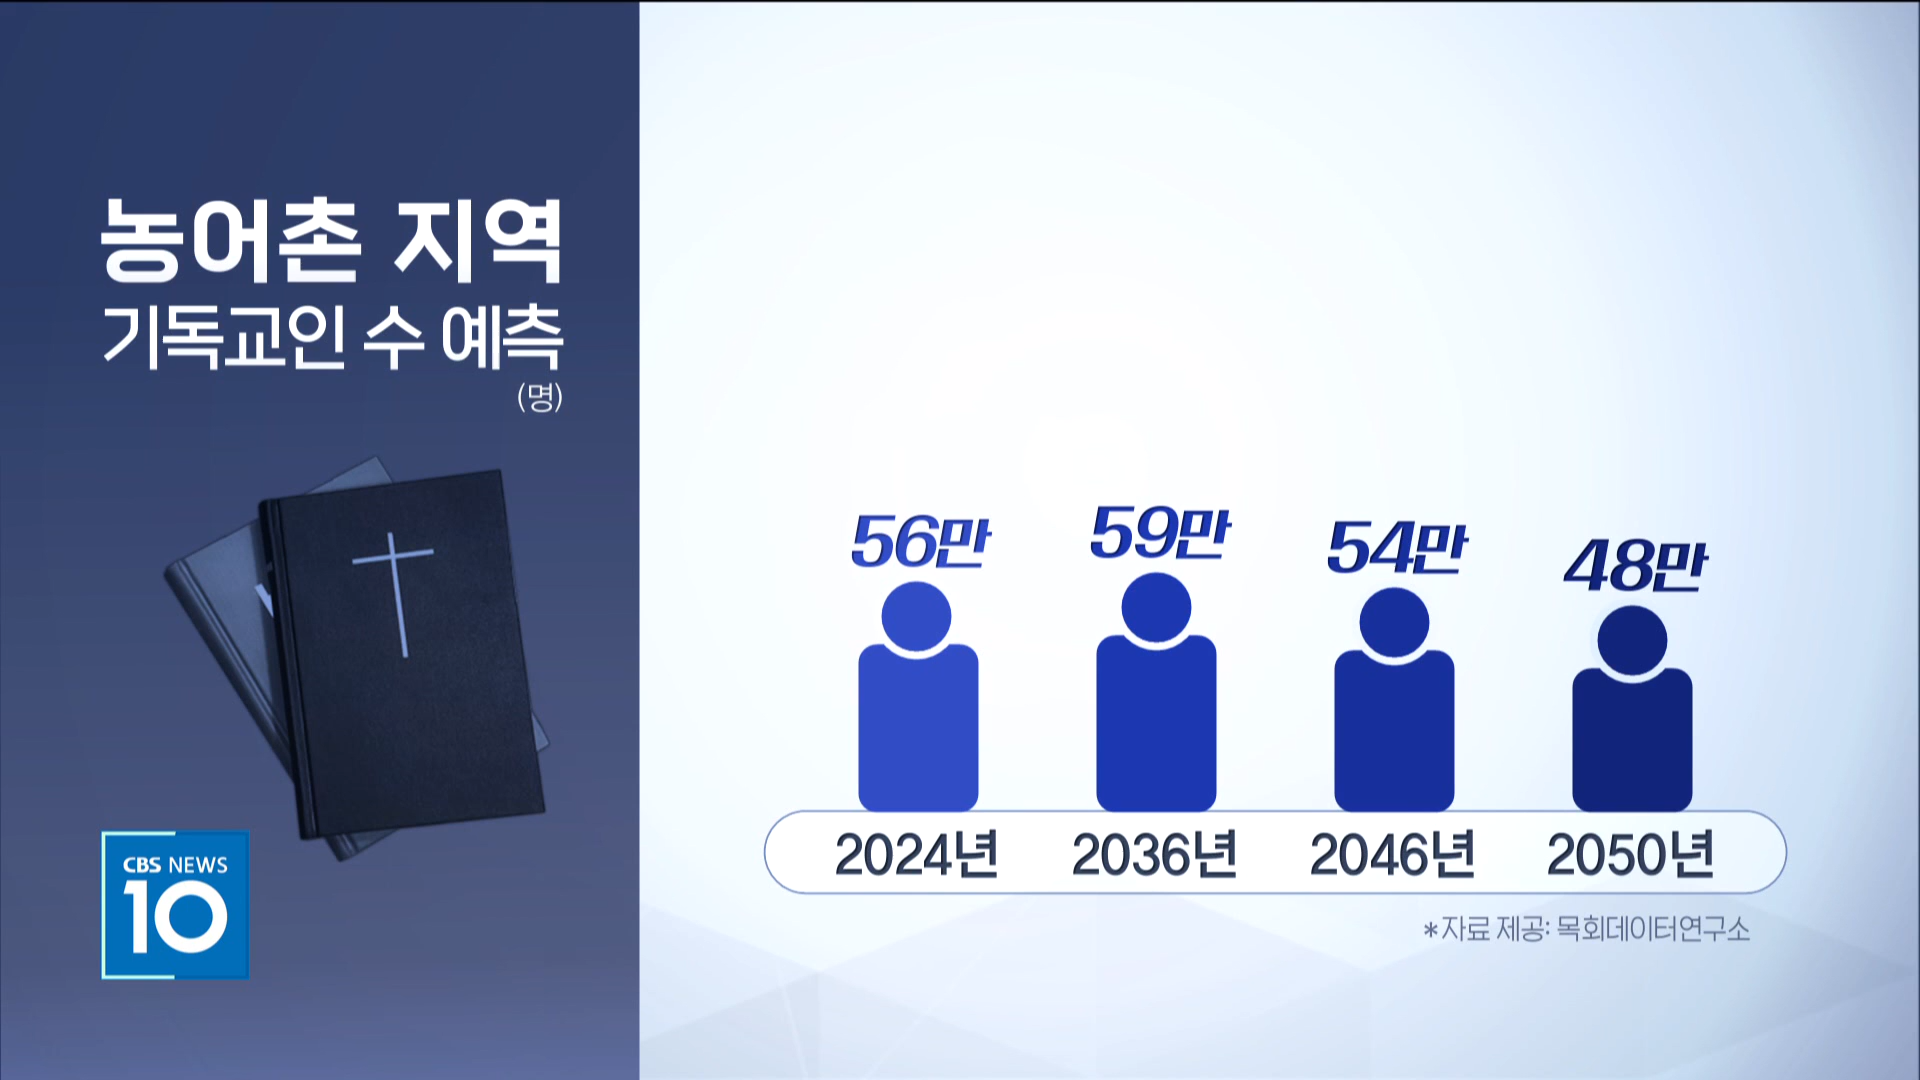 농어촌 지역
기독교인 수 예측
(명)
CBS NEWS
10
56만
59만
54만
48만
2024년
2036년
2046년
2050년
*자료 제공: 목회데이터연구소